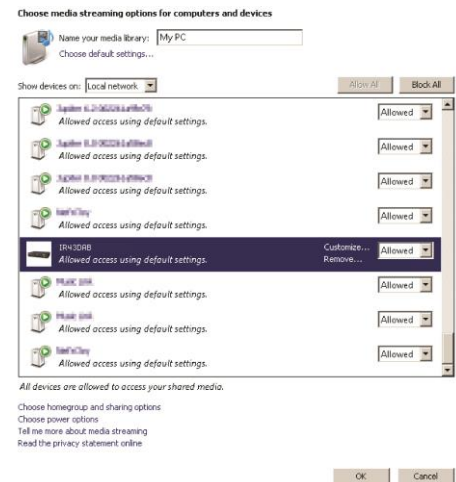 Choose media streaming options for computers and devices
Name your media library: My PC
Choose default settings...
Show devices on: Local network
Allow All
Block All
Allowed access using default settings.
Allowed
Allowed access using default settings.
Allowed
Allowed access using default settings.
Allowed
Allowed access using default settings.
Allowed
IR43DAB
Customize...
Allowed
Allowed access using default settings.
Remove...
Allowed access using default settings.
Allowed
Allowed access using default settings.
Allowed
Allowed access using default settings.
Allowed
All devices are allowed to access your shared media.
Choose homegroup and sharing options
Choose power options
Tell me more about media streaming
Read the privacy statement online
OK
Cancel